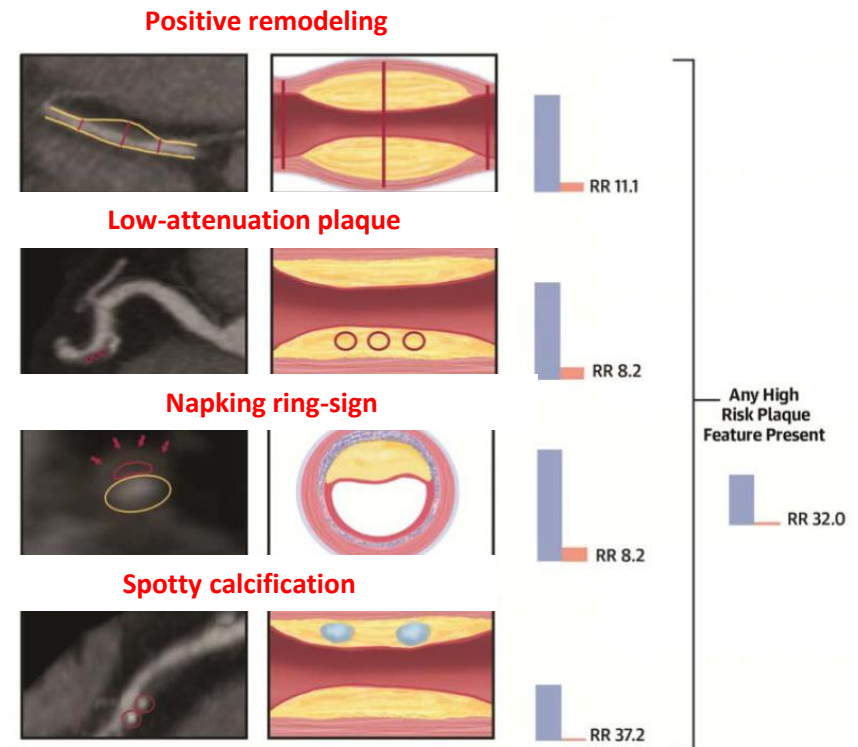 Positive remodeling
RR 11.1
Low-attenuation plaque
RR 8.2
Napking ring-sign
RR 8.2
Spotty calcification
RR 37.2
Any High
Risk Plaque
Feature Present
RR 32.0